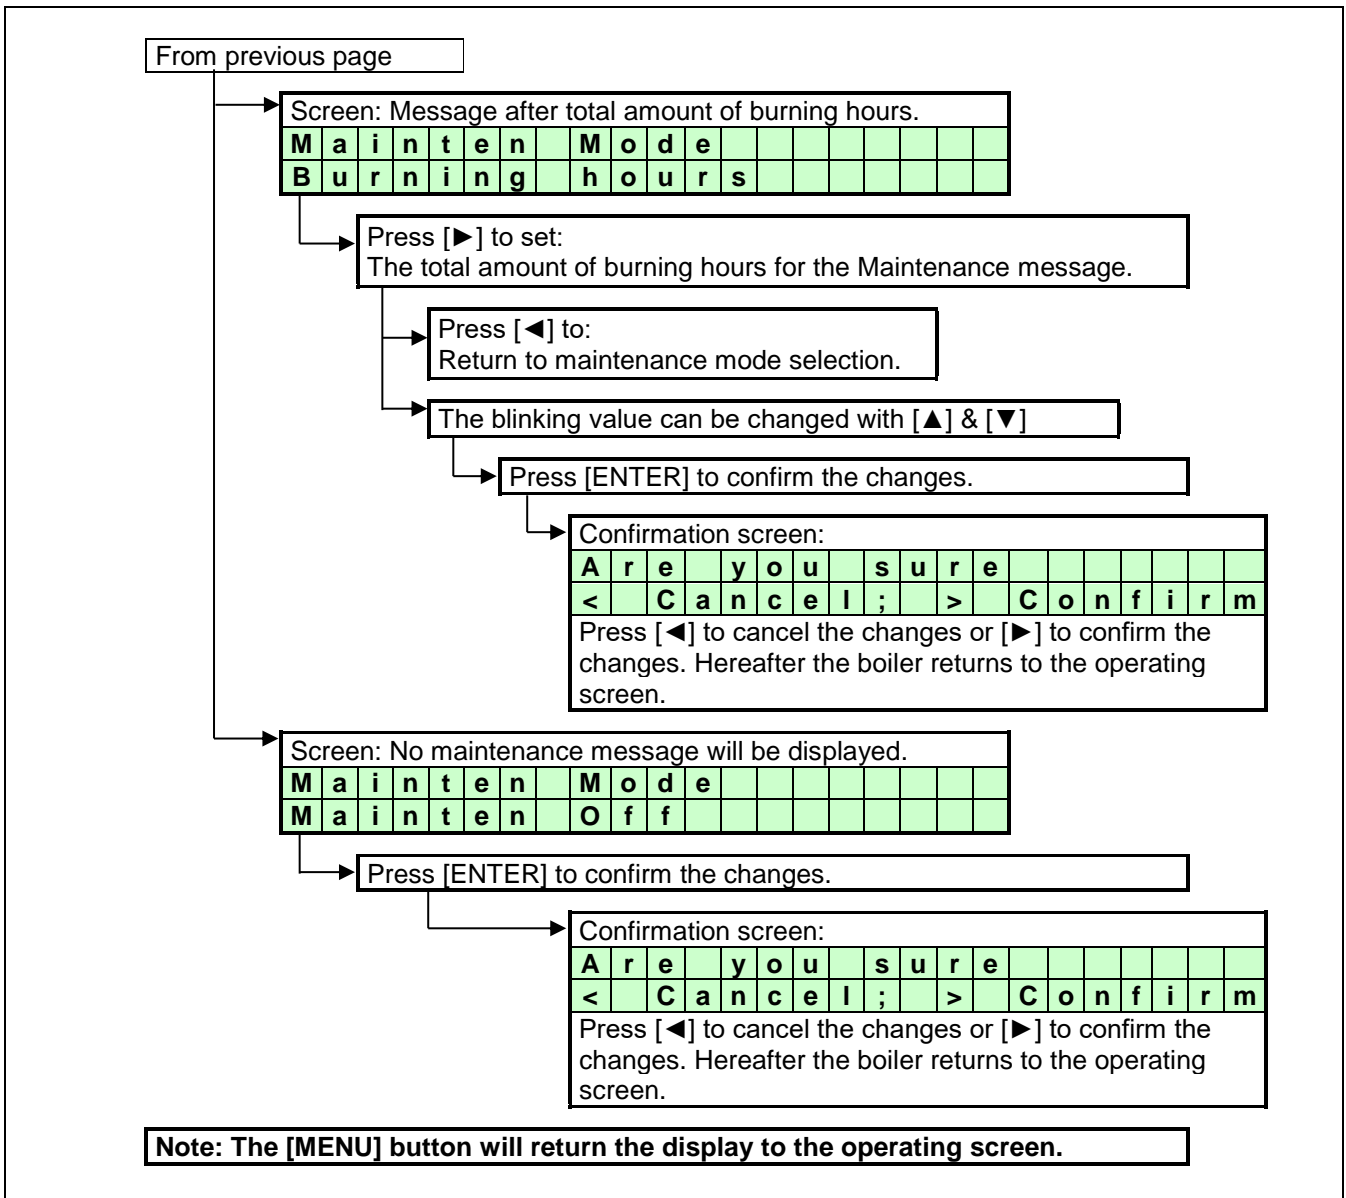 From previous page
Screen: Message after total amount of burning hours.
Mainten Mode
Burning hours
Press [►] to set:
The total amount of burning hours for the Maintenance message.
Press [◄] to:
Return to maintenance mode selection.
The blinking value can be changed with [▲] & [▼]
Press [ENTER] to confirm the changes.
Confirmation screen:
Are you sure
< Cancel; > Confirm
Press [◄] to cancel the changes or [►] to confirm the
changes. Hereafter the boiler returns to the operating
screen.
Screen: No maintenance message will be displayed.
Mainten Mode
Mainten Off
Press [ENTER] to confirm the changes.
Confirmation screen:
Are you sure
< Cancel; > Confirm
Press [◄] to cancel the changes or [►] to confirm the
changes. Hereafter the boiler returns to the operating
screen.
Note: The [MENU] button will return the display to the operating screen.